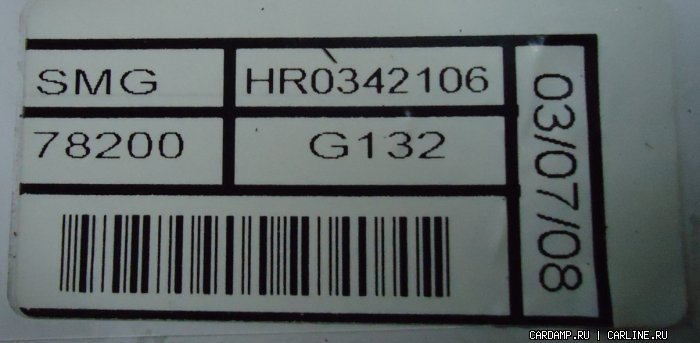 SMG HR0342106
78200 G132
03/07/08
CARDAMP.RU | CARLINE.RU